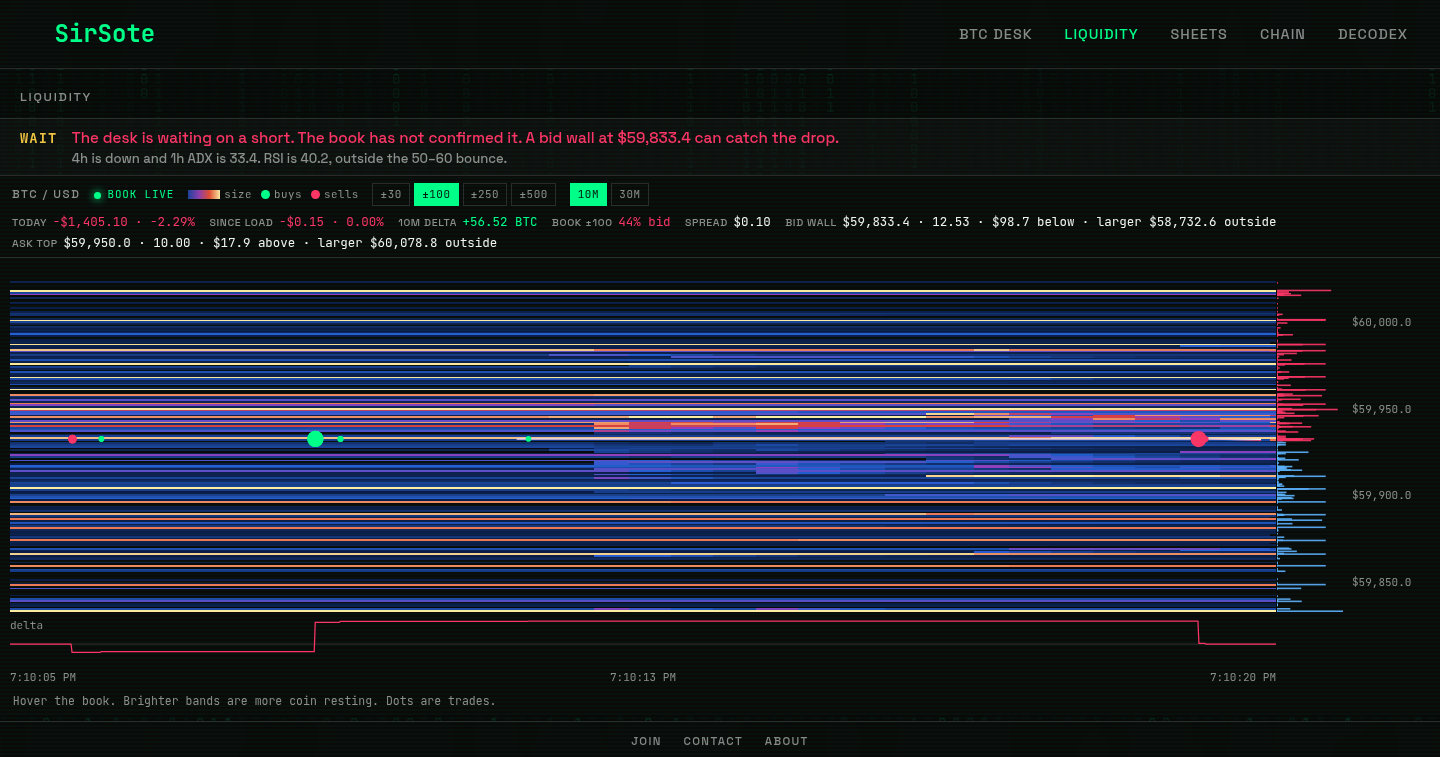 SirSote
BTC DESK LIQUIDITY SHEETS CHAIN DECODEX
LIQUIDITY
WAIT The desk is waiting on a short. The book has not confirmed it. A bid wall at $59,833.4 can catch the drop.
4h is down and 1h ADX is 33.4. RSI is 40.2, outside the 50–60 bounce.
BTC / USD BOOK LIVE size buys sells ±30 ±100 ±250 ±500 10M 30M
TODAY -$1,405.10 · -2.29% SINCE LOAD -$0.15 · 0.00% 10M DELTA +56.52 BTC BOOK ±100 44% bid SPREAD $0.10 BID WALL $59,833.4 · 12.53 · $98.7 below · larger $58,732.6 outside
ASK TOP $59,950.0 · 10.00 · $17.9 above · larger $60,078.8 outside
$60,000.0
$59,950.0
$59,900.0
$59,850.0
delta
7:10:05 PM 7:10:13 PM 7:10:20 PM
Hover the book. Brighter bands are more coin resting. Dots are trades.
JOIN CONTACT ABOUT